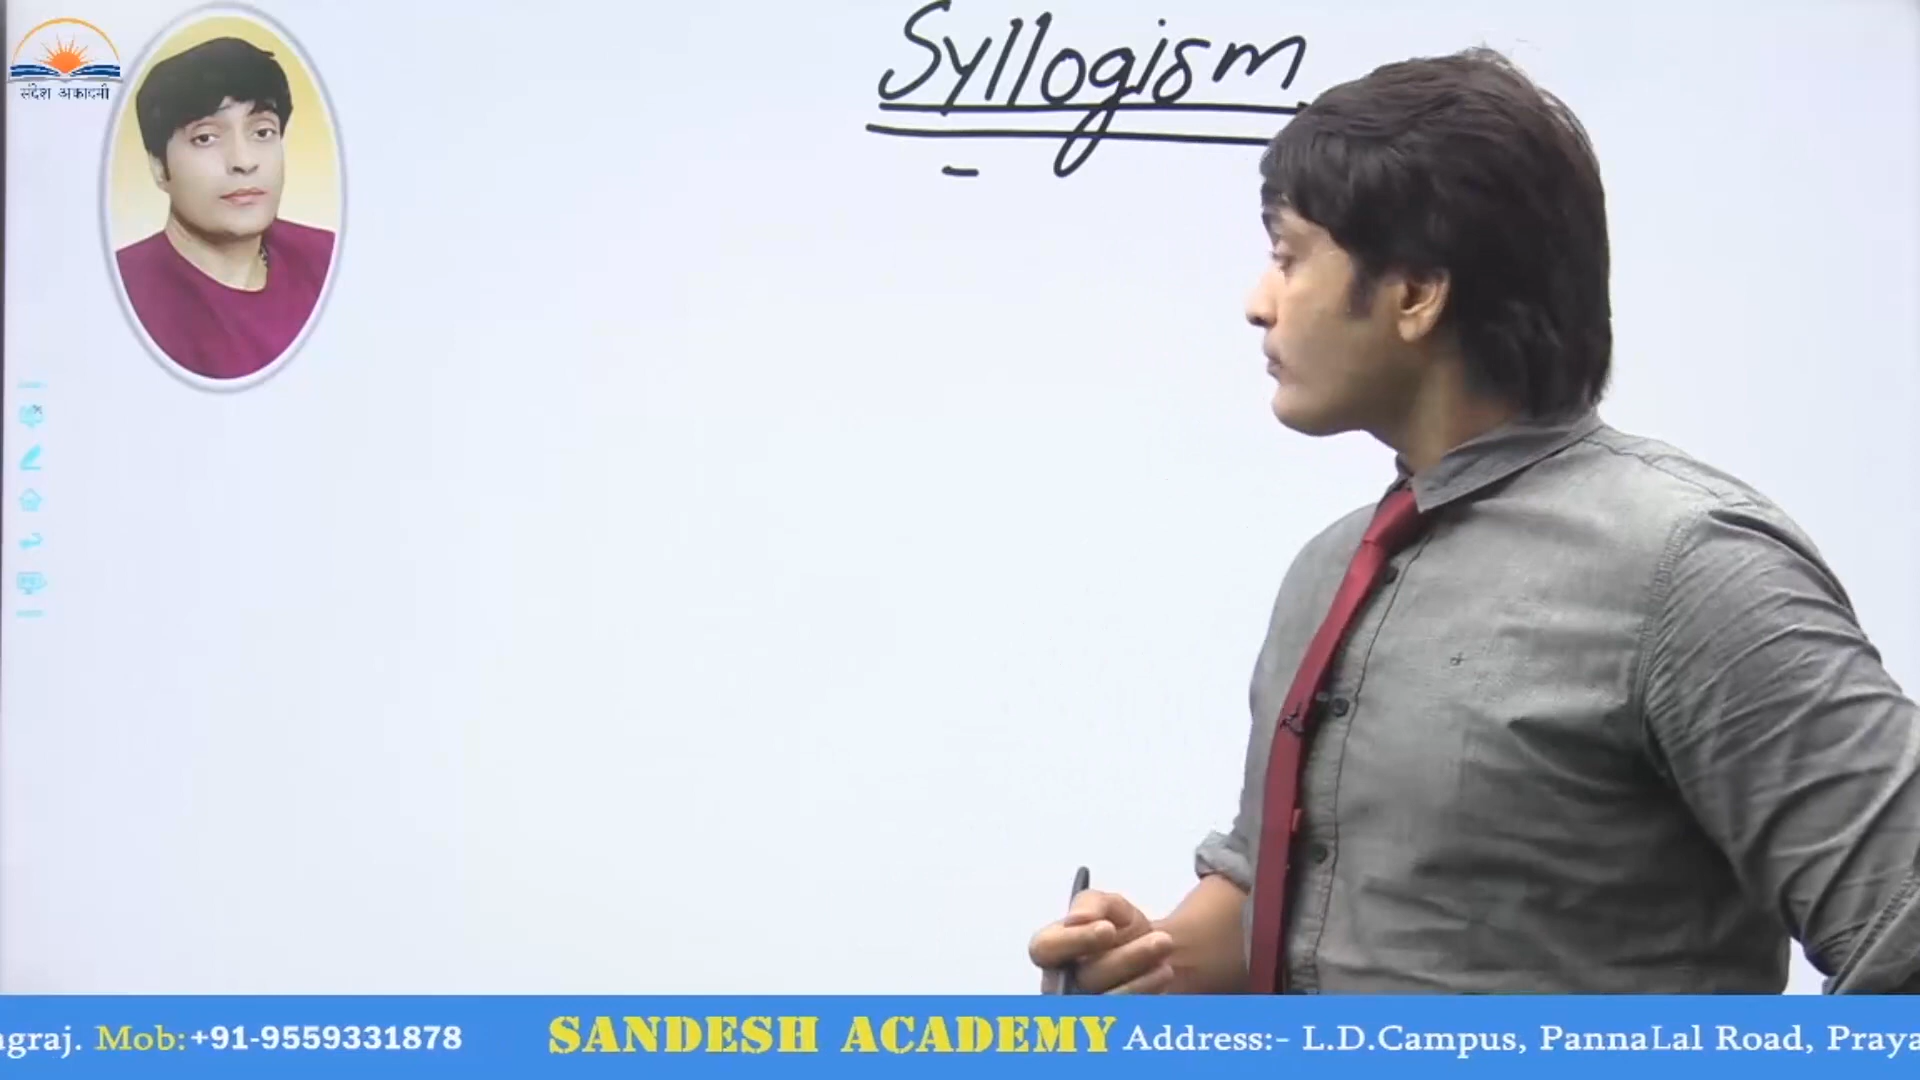 संदेश अकादमी
Syllogism
graj. Mob:+91-9559331878 SANDESH ACADEMY Address:- L.D.Campus, PannaLal Road, Praya